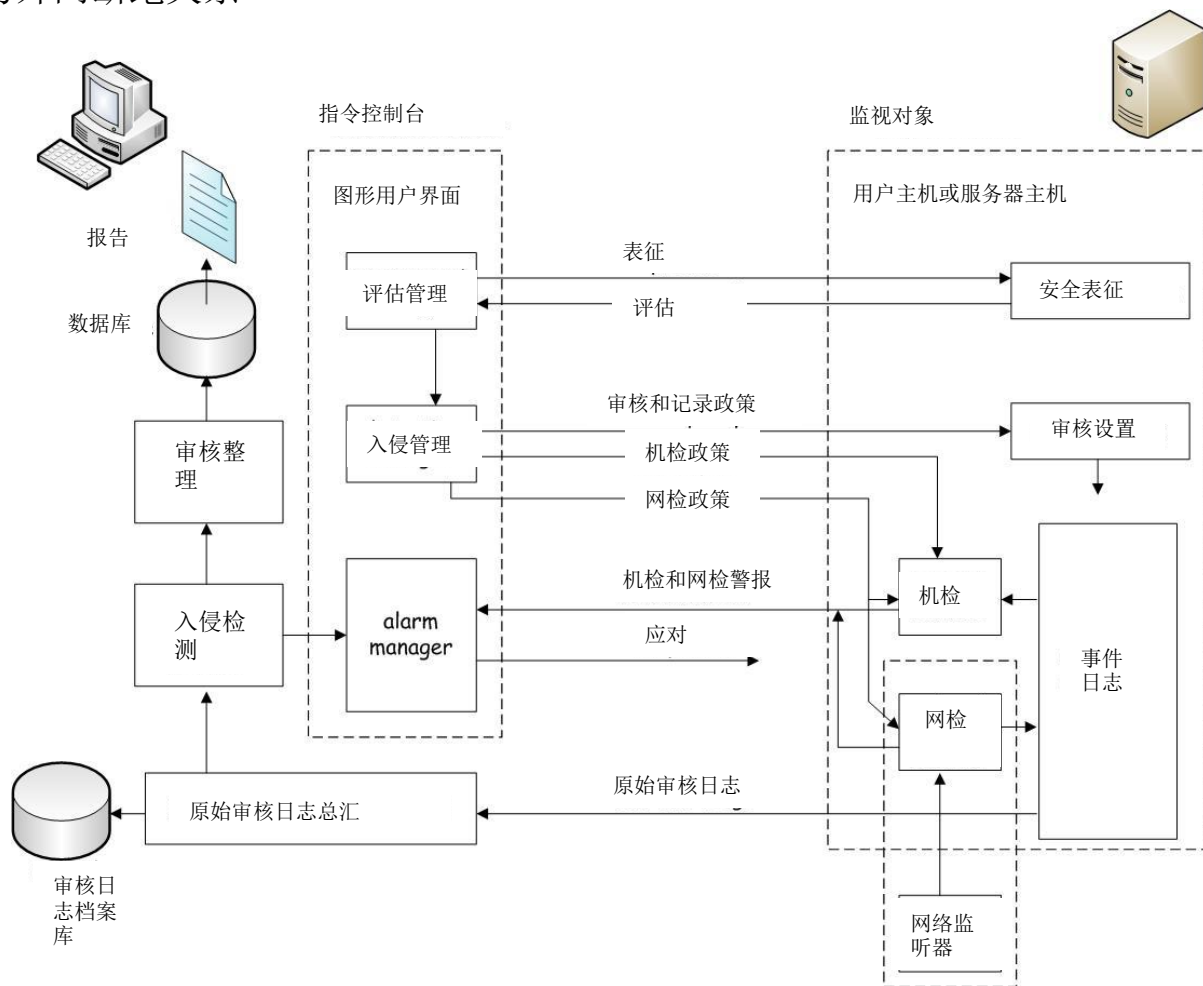 指令控制台
监视对象
图形用户界面
用户主机或服务器主机
报告
表征
评估管理
评估
安全表征
数据库
审核和记录政策
入侵管理
机检政策
审核设置
审核整
理
网检政策
机检和网检警报
机检
入侵检
测
alarm
manager
应对
事件
日志
网检
原始审核日志
原始审核日志总汇
审核日
志档案
库
网络监
听器